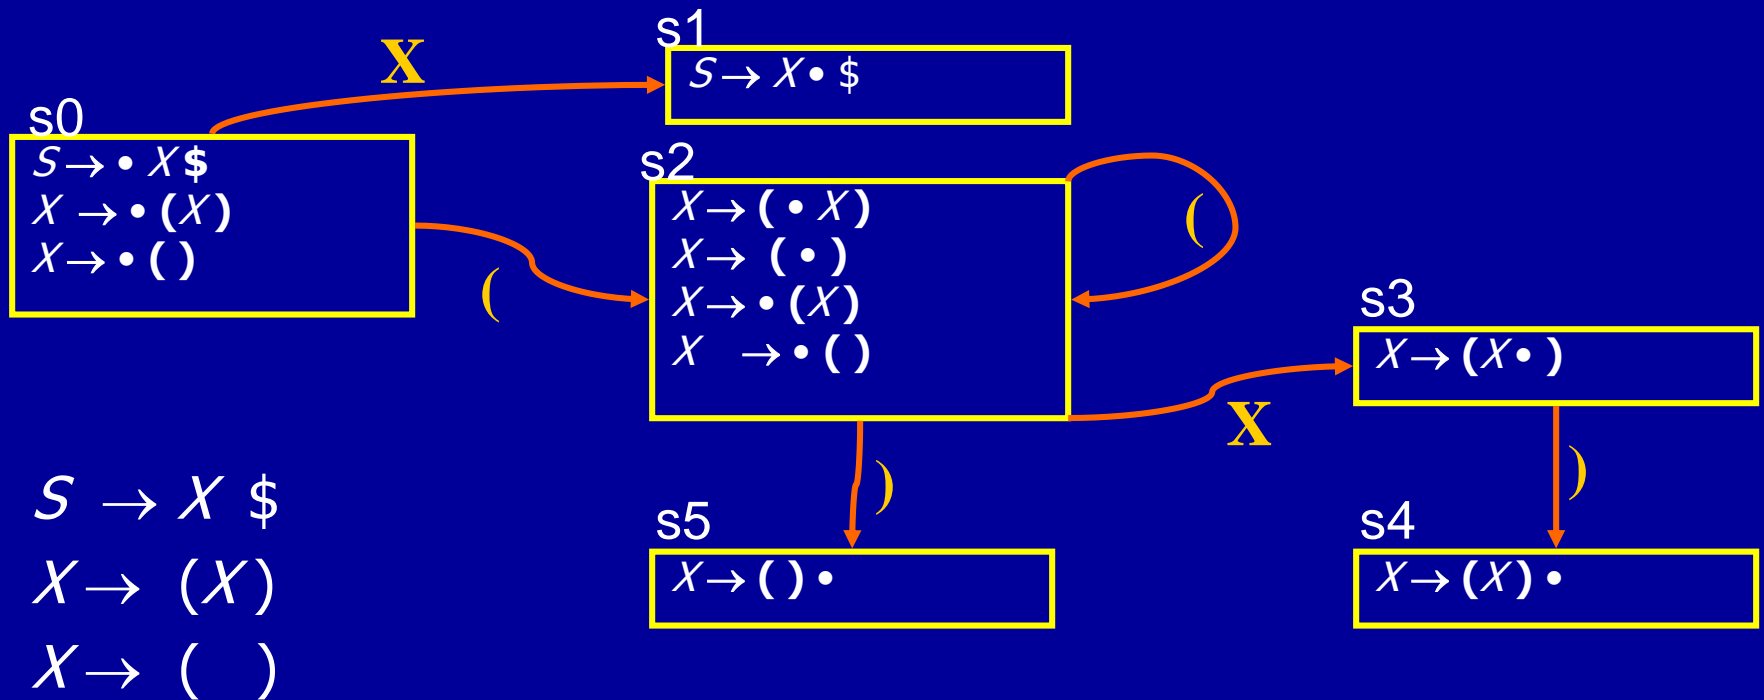 s1
X
S → X • $
s0
S → • X $
X → • (X)
X → • ( )
s2
X → ( • X )
X → ( • )
X → • (X)
X → • ( )
(
(
s3
X → (X • )
X
)
)
s5
X → ( ) •
s4
X → (X ) •
S → X $
X → (X )
X → ( )